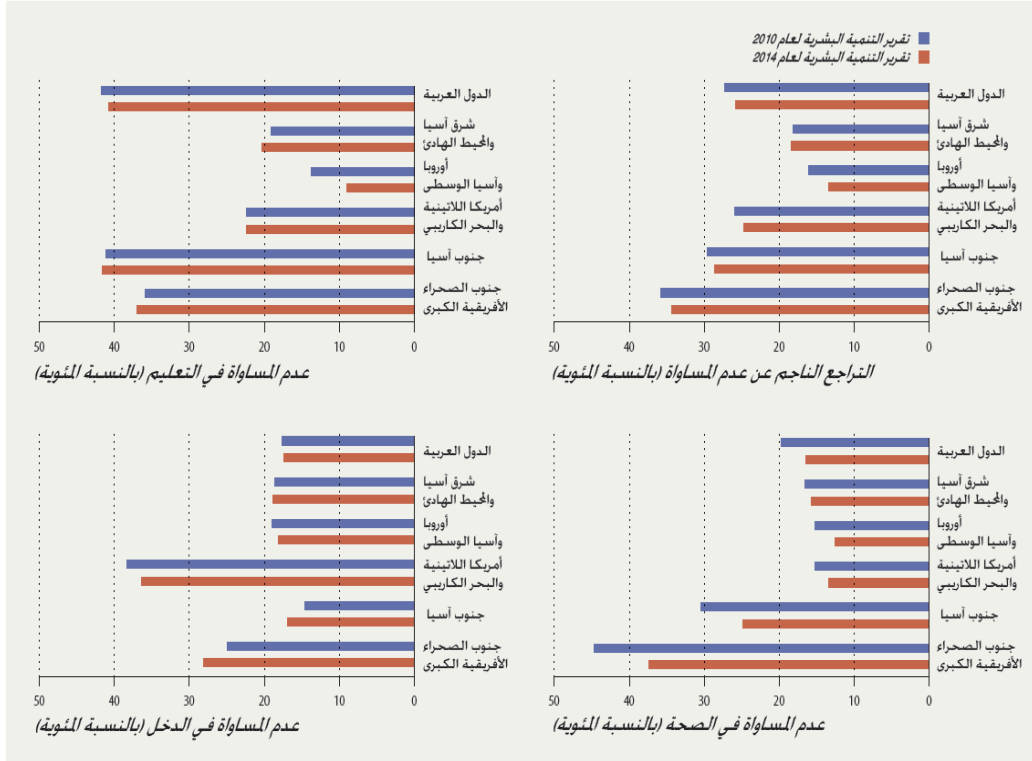 تقرير التنمية البشرية لعام 2010
تقرير التنمية البشرية لعام 2014
الدول العربية
شرق آسيا
والمحيط الهادئ
أوروبا
وآسيا الوسطى
أمريكا اللاتينية
والبحر الكاريبي
جنوب آسيا
جنوب الصحراء
الأفريقية الكبرى
50 40 30 20 10 0
التراجع الناجم عن عدم المساواة (بالنسبة المئوية)
الدول العربية
شرق آسيا
والمحيط الهادئ
أوروبا
وآسيا الوسطى
أمريكا اللاتينية
والبحر الكاريبي
جنوب آسيا
جنوب الصحراء
الأفريقية الكبرى
50 40 30 20 10 0
عدم المساواة في التعليم (بالنسبة المئوية)
الدول العربية
شرق آسيا
والمحيط الهادئ
أوروبا
وآسيا الوسطى
أمريكا اللاتينية
والبحر الكاريبي
جنوب آسيا
جنوب الصحراء
الأفريقية الكبرى
50 40 30 20 10 0
عدم المساواة في الصحة (بالنسبة المئوية)
الدول العربية
شرق آسيا
والمحيط الهادئ
أوروبا
وآسيا الوسطى
أمريكا اللاتينية
والبحر الكاريبي
جنوب آسيا
جنوب الصحراء
الأفريقية الكبرى
50 40 30 20 10 0
عدم المساواة في الدخل (بالنسبة المئوية)